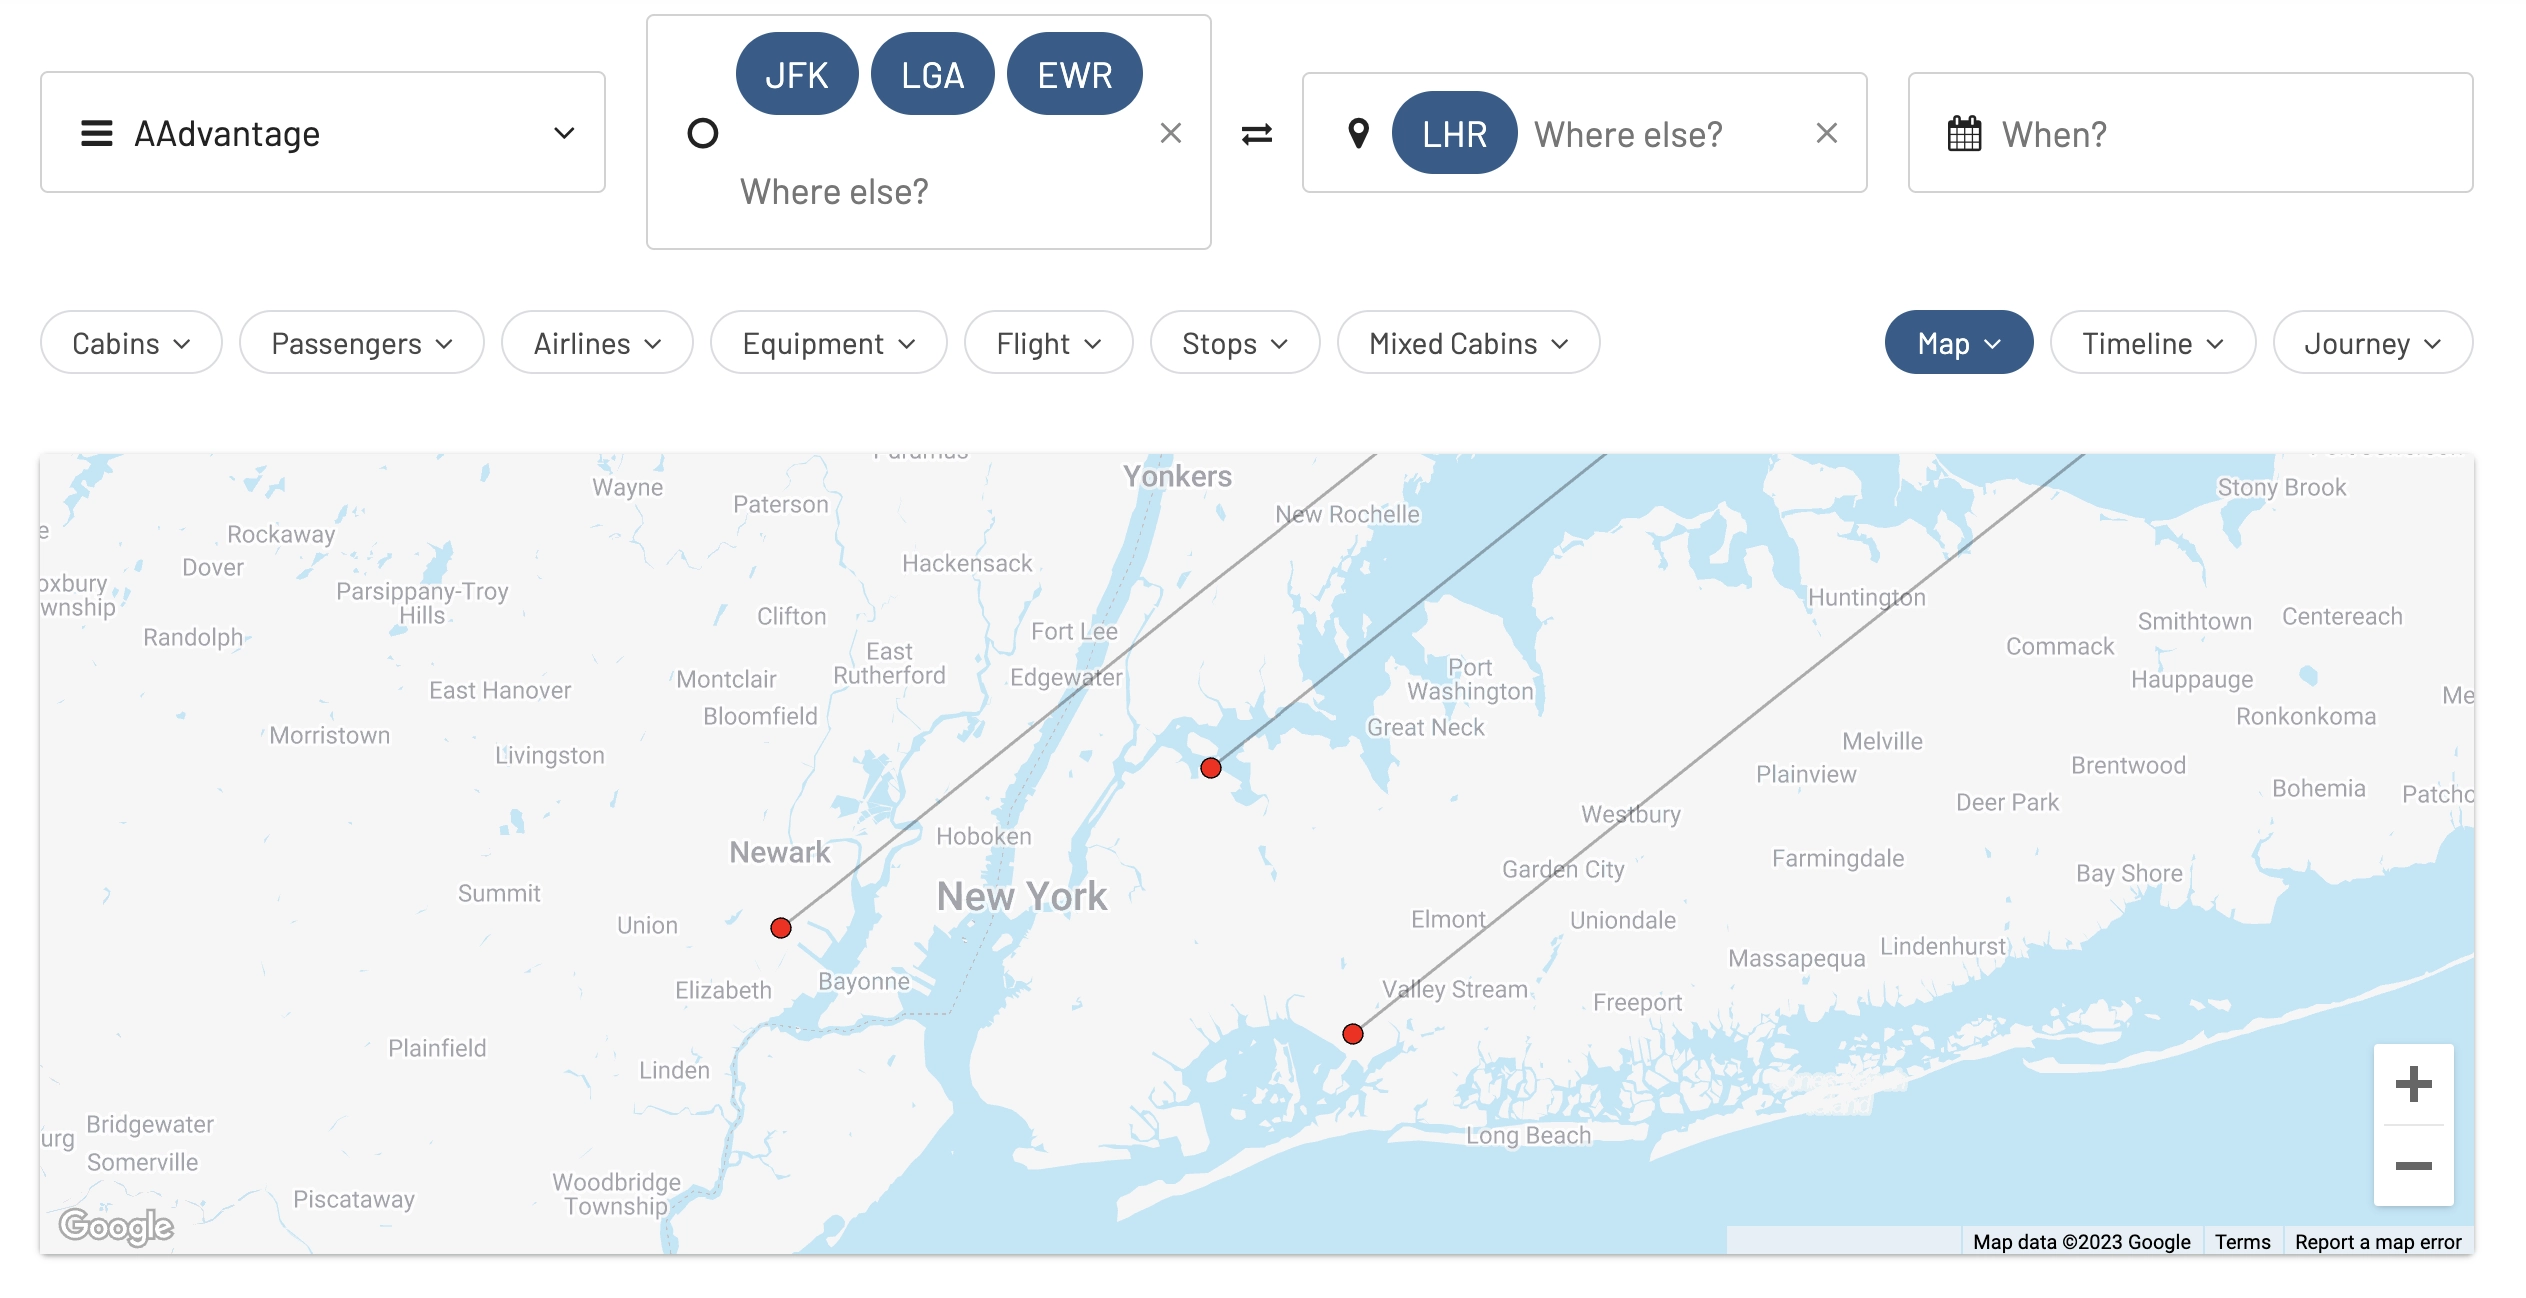 JFK LGA EWR
AAdvantage
LHR Where else?
When?
Where else?
Cabins
Passengers
Airlines
Equipment
Flight
Stops
Mixed Cabins
Map
Timeline
Journey
Yonkers
Wayne
Paterson
New Rochelle
Stony Brook
Rockaway
Dover
Hackensack
Parsippany-Troy
Hills
Randolph
Clifton
Fort Lee
Huntington
Smithtown
Centereach
Commack
East
Rutherford
Edgewater
Port
Washington
Montclair
East Hanover
Bloomfield
Hauppauge
Ronkonkoma
Great Neck
Morristown
Livingston
Melville
Plainview
Brentwood
Bohemia
Deer Park
Westbury
Hoboken
Newark
Garden City
Farmingdale
Bay Shore
Summit
New York
Union
Elmont
Uniondale
Massapequa
Lindenhurst
Elizabeth
Bayonne
Valley Stream
Freeport
Plainfield
Linden
Bridgewater
Somerville
Long Beach
Woodbridge
Township
Piscataway
Google
Map data ©2023 Google
Terms
Report a map error